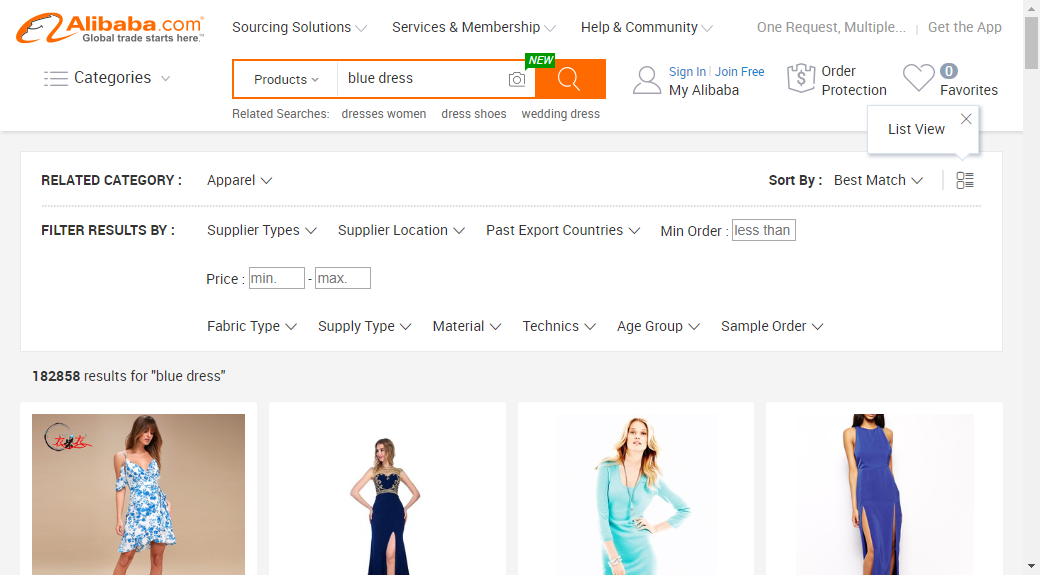 Alibaba.com
Global trade starts here.™
Sourcing Solutions
Services & Membership
Help & Community
One Request, Multiple...
Get the App
Categories
Products
blue dress
NEW
Sign In
Join Free
My Alibaba
Order
Protection
0
Favorites
Related Searches: dresses women dress shoes wedding dress
List View
RELATED CATEGORY :
Apparel
Sort By :
Best Match
FILTER RESULTS BY :
Supplier Types
Supplier Location
Past Export Countries
Min Order : less than
Price : min. - max.
Fabric Type
Supply Type
Material
Technics
Age Group
Sample Order
182858 results for "blue dress"